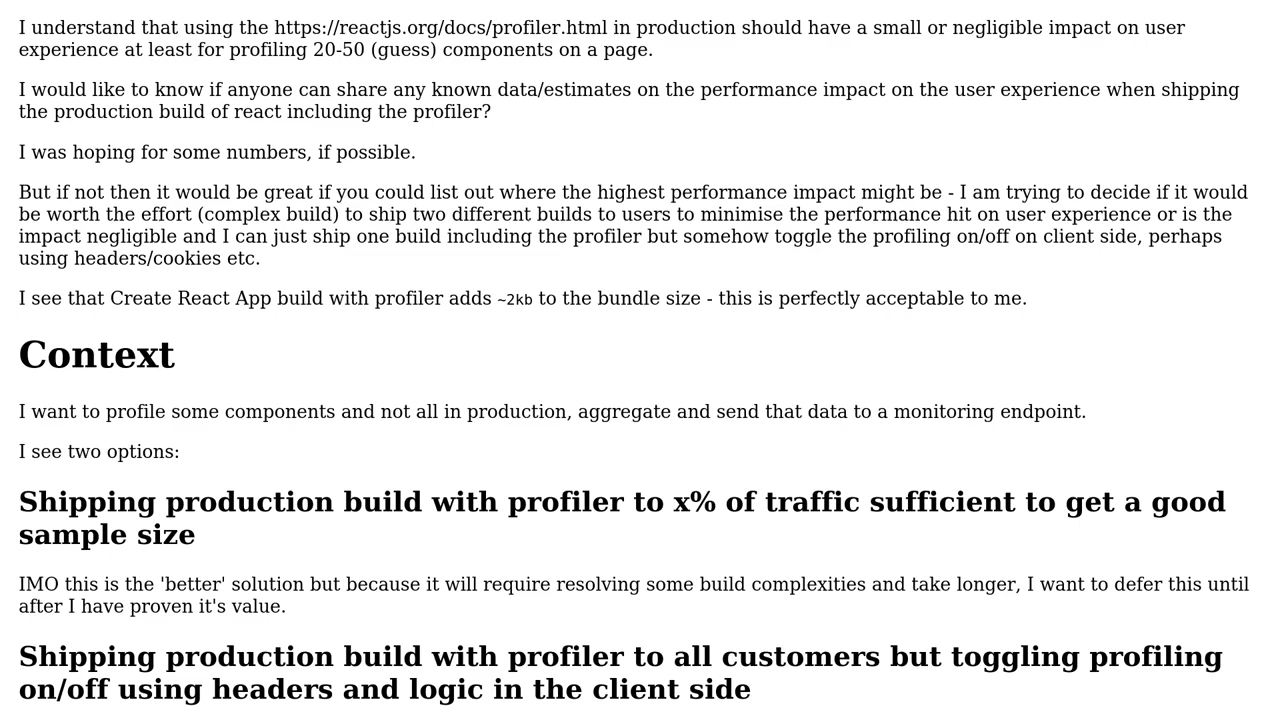 I understand that using the https://reactjs.org/docs/profiler.html in production should have a small or negligible impact on user
experience at least for profiling 20-50 (guess) components on a page.
I would like to know if anyone can share any known data/estimates on the performance impact on the user experience when shipping
the production build of react including the profiler?
I was hoping for some numbers, if possible.
But if not then it would be great if you could list out where the highest performance impact might be - I am trying to decide if it would
be worth the effort (complex build) to ship two different builds to users to minimise the performance hit on user experience or is the
impact negligible and I can just ship one build including the profiler but somehow toggle the profiling on/off on client side, perhaps
using headers/cookies etc.
I see that Create React App build with profiler adds ~2kb to the bundle size - this is perfectly acceptable to me.
Context
I want to profile some components and not all in production, aggregate and send that data to a monitoring endpoint.
I see two options:
Shipping production build with profiler to x% of traffic sufficient to get a good
sample size
IMO this is the 'better' solution but because it will require resolving some build complexities and take longer, I want to defer this until
after I have proven it's value.
Shipping production build with profiler to all customers but toggling profiling
on/off using headers and logic in the client side